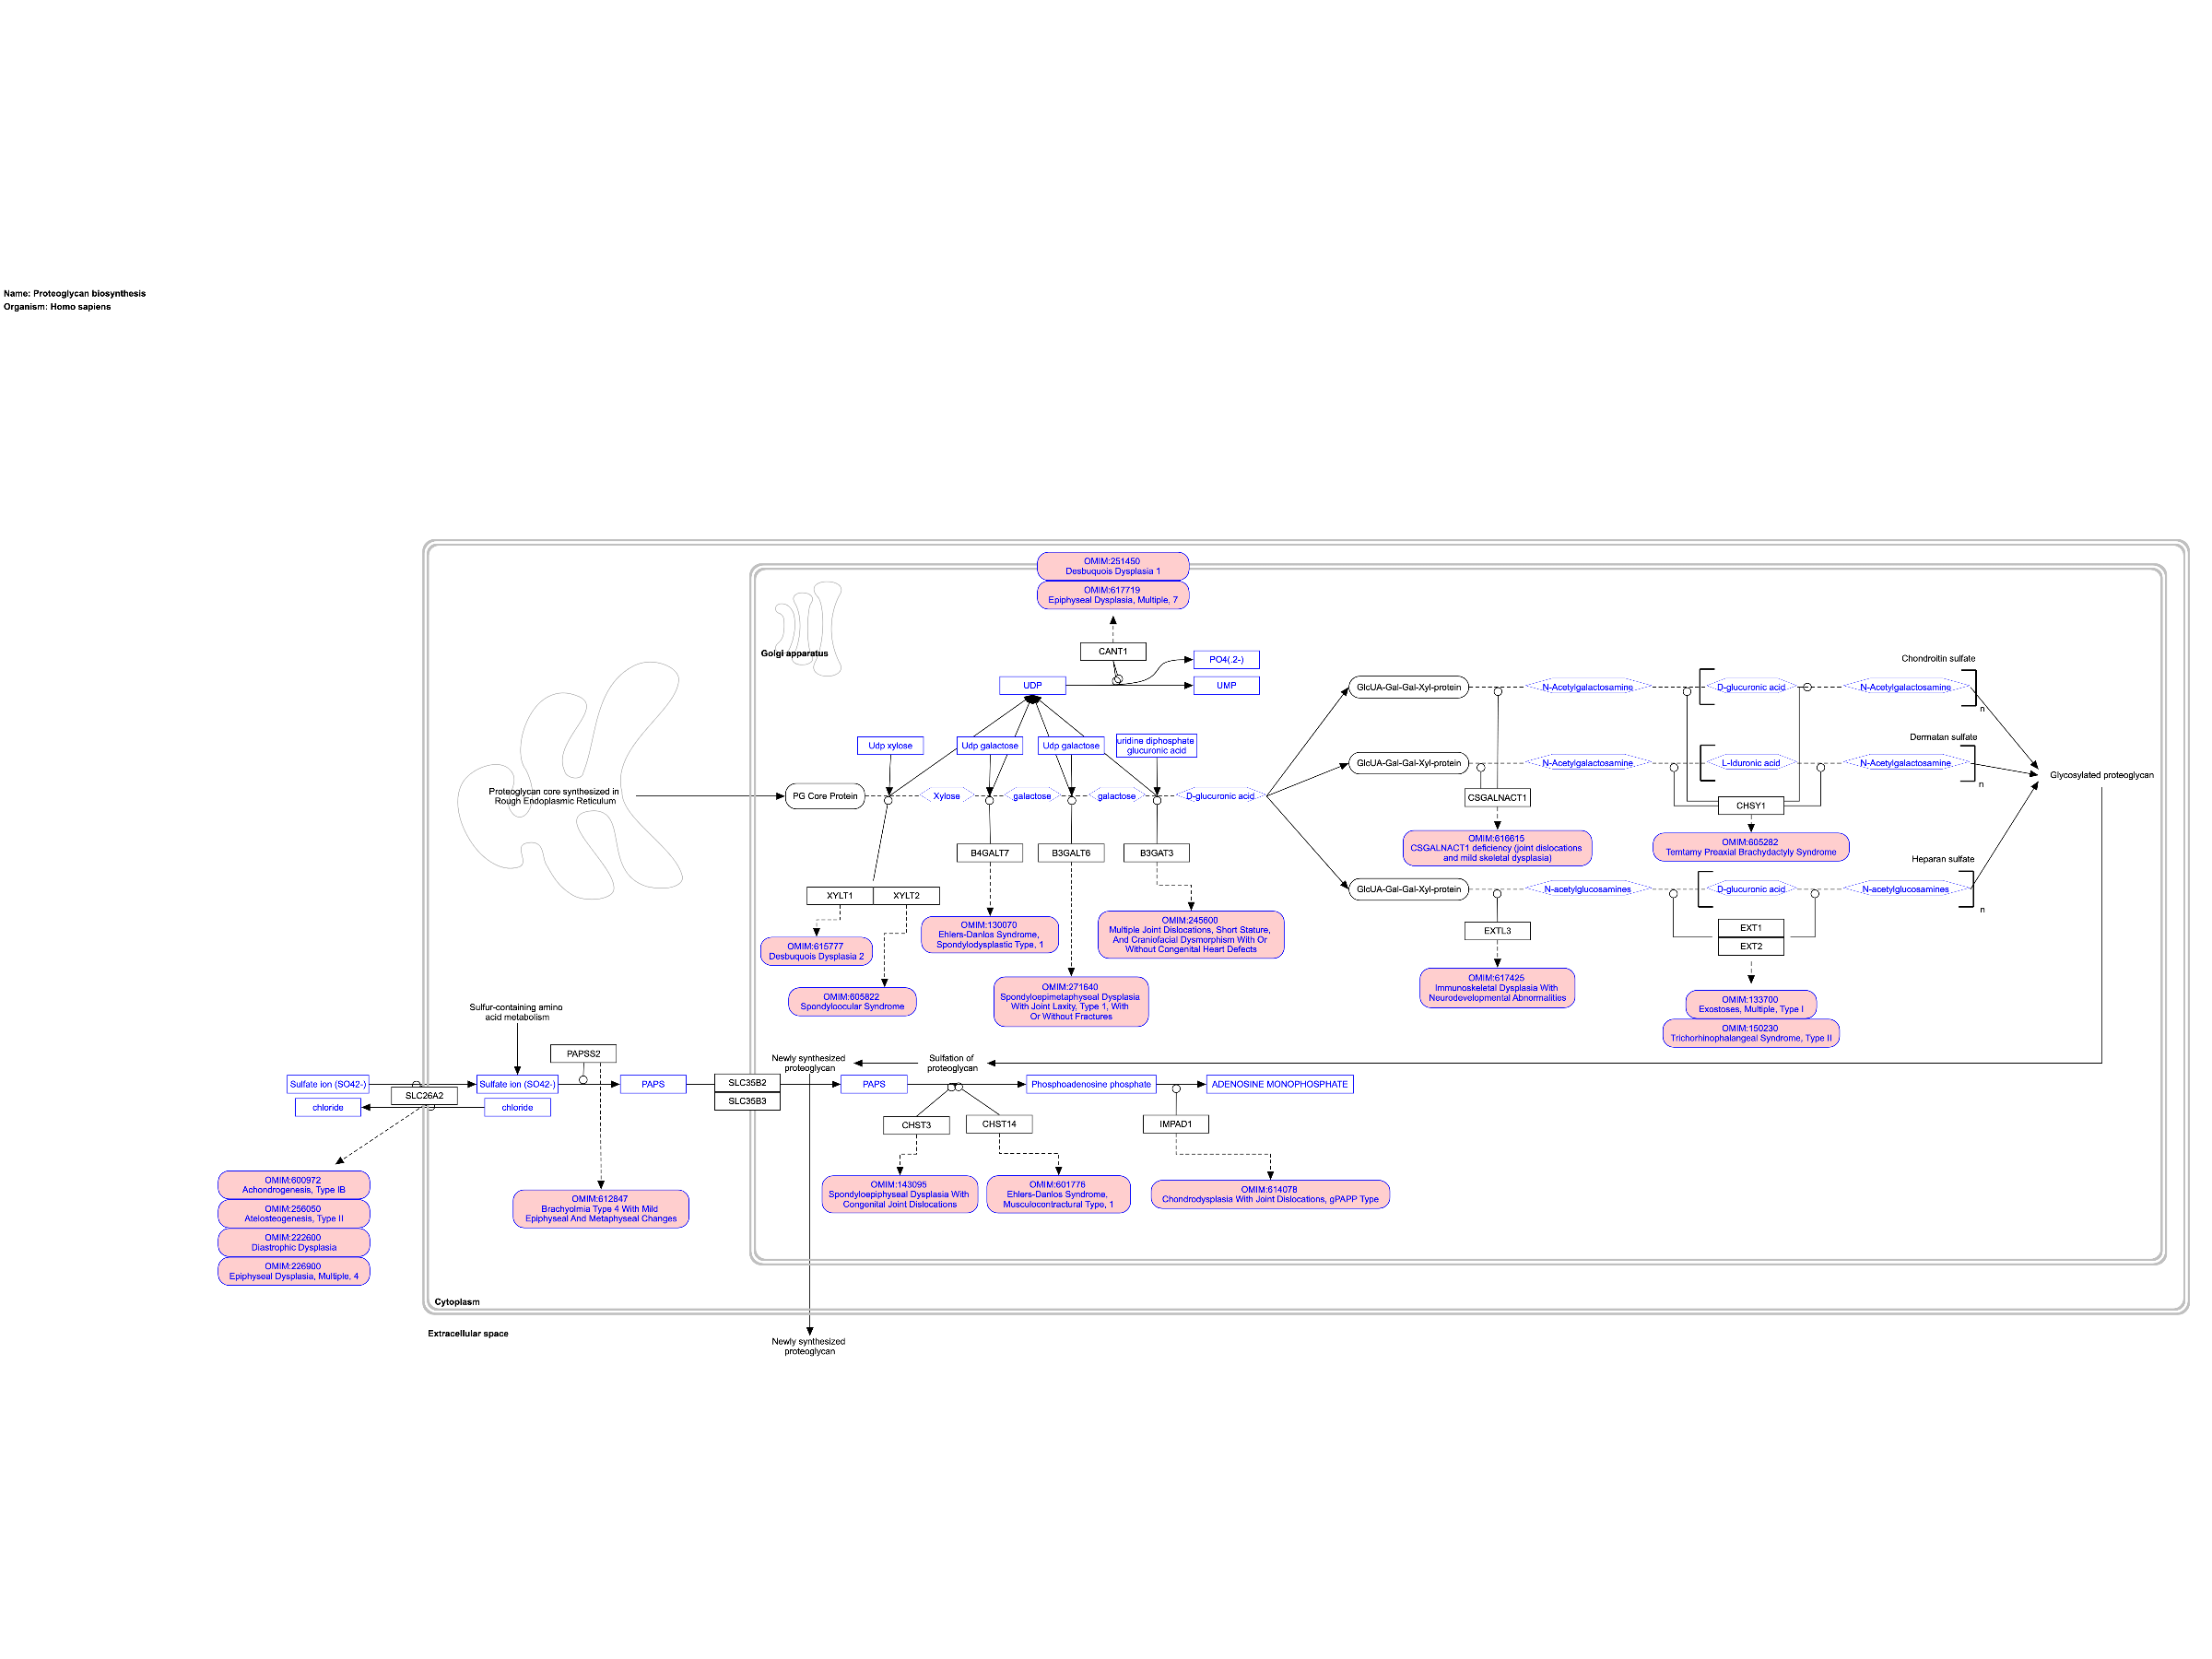 Name: Proteoglycan biosynthesis
Organism: Homo sapiens
OMIM:251450
Desbuquois Dysplasia 1
OMIM:617719
Epiphyseal Dysplasia, Multiple, 7
Golgi apparatus
CANT1
PO4(.2-)
UDP
UMP
Udp xylose
Udp galactose
Udp galactose
uridine diphosphate
glucuronic acid
Proteoglycan core synthesized in
Rough Endoplasmic Reticulum
PG Core Protein
Xylose
galactose
galactose
D-glucuronic acid
B4GALT7
B3GALT6
B3GAT3
XYLT1
XYLT2
OMIM:615777
Desbuquois Dysplasia 2
OMIM:605822
Spondyloocular Syndrome
OMIM:130070
Ehlers-Danlos Syndrome,
Spondylodysplastic Type, 1
OMIM:271640
Spondyloepimetaphyseal Dysplasia
With Joint Laxity, Type 1, With
Or Without Fractures
OMIM:245600
Multiple Joint Dislocations, Short Stature,
And Craniofacial Dysmorphism With Or
Without Congenital Heart Defects
Chondroitin sulfate
GlcUA-Gal-Gal-Xyl-protein
N-Acetylgalactosamine
D-glucuronic acid
N-Acetylgalactosamine
n
Dermatan sulfate
GlcUA-Gal-Gal-Xyl-protein
N-Acetylgalactosamine
L-Iduronic acid
N-Acetylgalactosamine
n
Glycosylated proteoglycan
CSGALNACT1
CHSY1
OMIM:616615
CSGALNACT1 deficiency (joint dislocations
and mild skeletal dysplasia)
OMIM:605282
Temtamy Preaxial Brachydactyly Syndrome
Heparan sulfate
GlcUA-Gal-Gal-Xyl-protein
N-acetylglucosamines
D-glucuronic acid
N-acetylglucosamines
n
EXTL3
EXT1
EXT2
OMIM:617425
Immunoskeletal Dysplasia With
Neurodevelopmental Abnormalities
OMIM:133700
Exostoses, Multiple, Type I
OMIM:150230
Trichorhinophalangeal Syndrome, Type II
Sulfur-containing amino
acid metabolism
PAPSS2
Newly synthesized
proteoglycan
Sulfation of
proteoglycan
Sulfate ion (SO42-)
Sulfate ion (SO42-)
PAPS
SLC35B2
SLC35B3
PAPS
Phosphoadenosine phosphate
ADENOSINE MONOPHOSPHATE
SLC26A2
chloride
chloride
CHST3
CHST14
IMPAD1
OMIM:600972
Achondrogenesis, Type IB
OMIM:256050
Atelosteogenesis, Type II
OMIM:222600
Diastrophic Dysplasia
OMIM:226900
Epiphyseal Dysplasia, Multiple, 4
OMIM:612847
Brachyolmia Type 4 With Mild
Epiphyseal And Metaphyseal Changes
OMIM:143095
Spondyloepiphyseal Dysplasia With
Congenital Joint Dislocations
OMIM:601776
Ehlers-Danlos Syndrome,
Musculocontractural Type, 1
OMIM:614078
Chondrodysplasia With Joint Dislocations, gPAPP Type
Cytoplasm
Extracellular space
Newly synthesized
proteoglycan